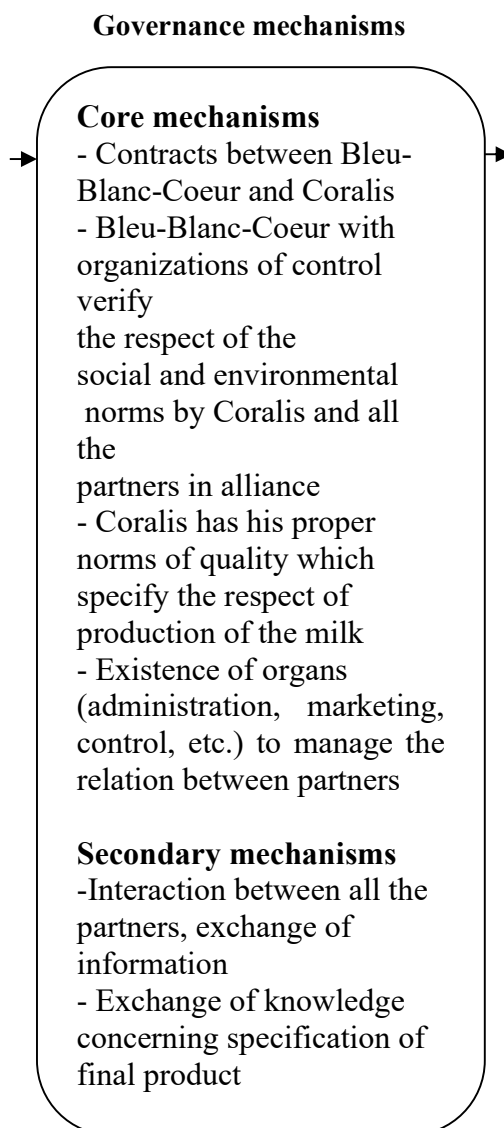 Governance mechanisms
Core mechanisms
- Contracts between Bleu-
Blanc-Coeur and Coralis
- Bleu-Blanc-Coeur with
organizations of control
verify
the respect of the
social and environmental
norms by Coralis and all
the
partners in alliance
- Coralis has his proper
norms of quality which
specify the respect of
production of the milk
- Existence of organs
(administration, marketing,
control, etc.) to manage the
relation between partners
Secondary mechanisms
-Interaction between all the
partners, exchange of
information
- Exchange of knowledge
concerning specification of
final product